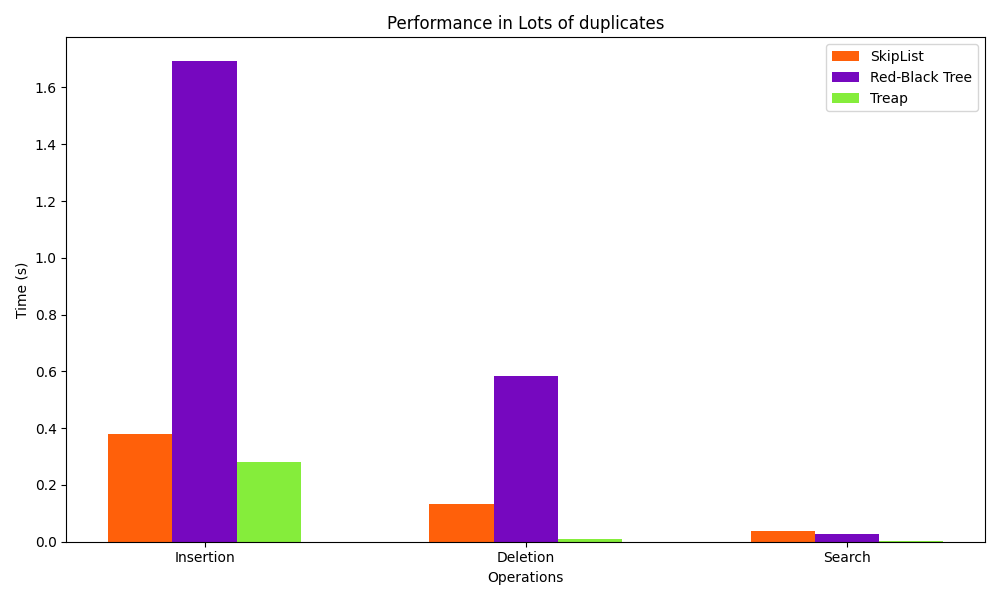 Performance in Lots of duplicates
SkipList
Red-Black Tree
Treap
Time (s)
1.6
1.4
1.2
1.0
0.8
0.6
0.4
0.2
0.0
Insertion
Deletion
Search
Operations